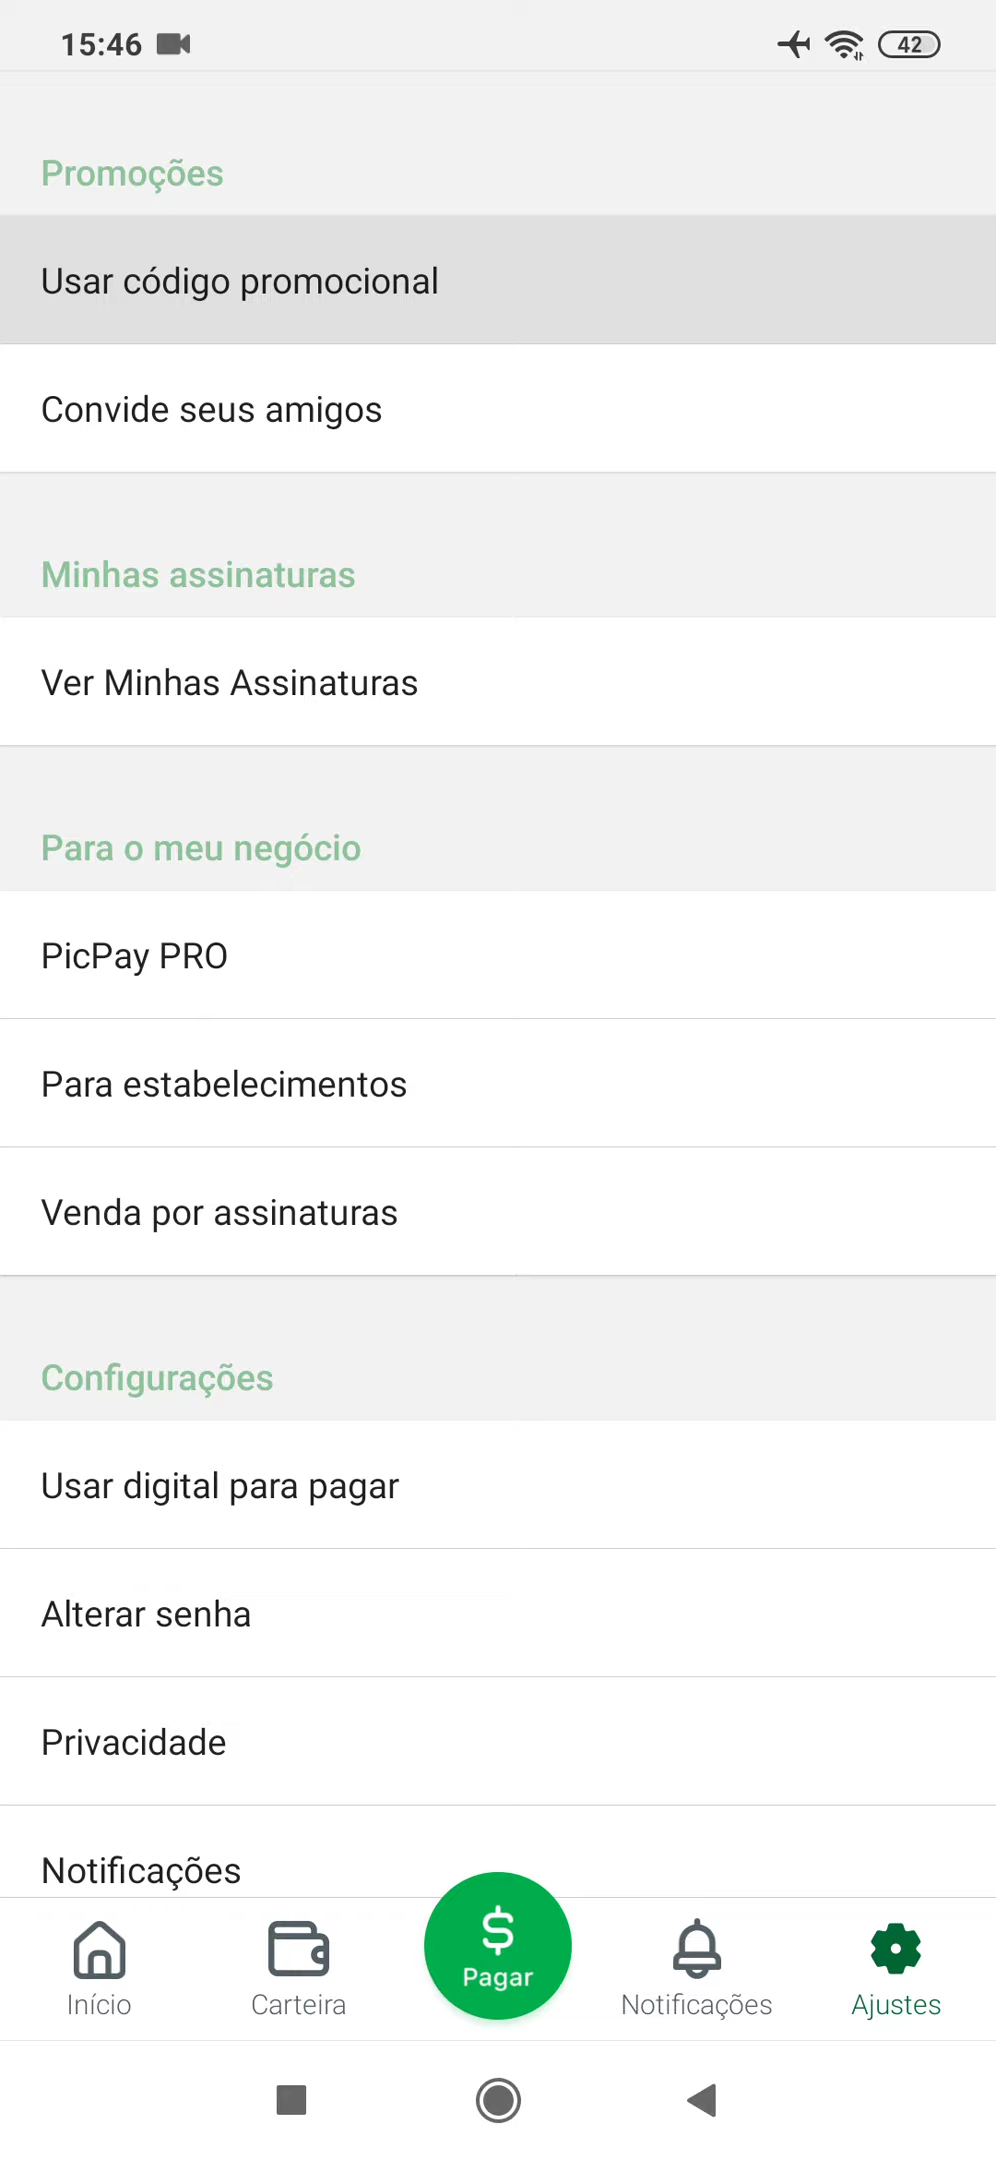 15:46
42
Promoções
Usar código promocional
Convide seus amigos
Minhas assinaturas
Ver Minhas Assinaturas
Para o meu negócio
PicPay PRO
Para estabelecimentos
Venda por assinaturas
Configurações
Usar digital para pagar
Alterar senha
Privacidade
Notificações
$
Início
Carteira
Pagar
Notificações
Ajustes